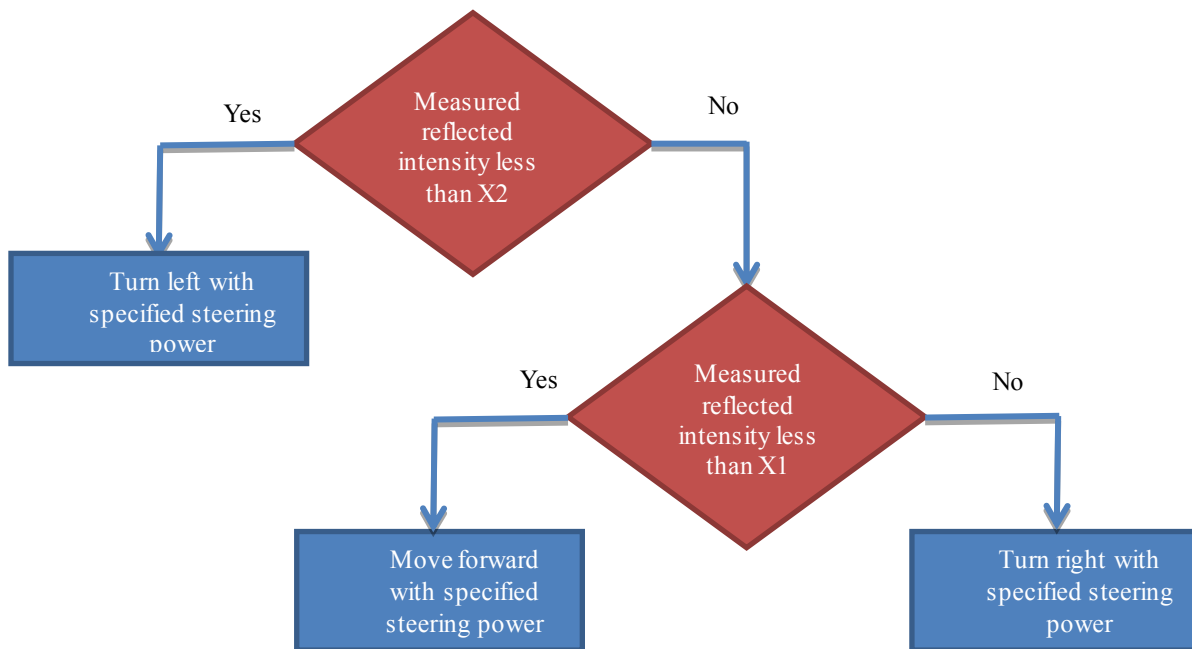 Yes
Measured
reflected
intensity less
than X2
No
Turn left with
specified steering
power
Yes
Measured
reflected
intensity less
than X1
No
Move forward
with specified
steering power
Turn right with
specified steering
power